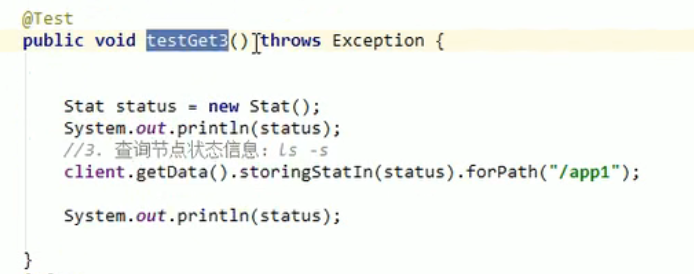 @Test
public void testGet3() throws Exception {
Stat status = new Stat();
System.out.println(status);
//3. 查询节点状态信息：ls -s
client.getData().storingStatIn(status).forPath("/app1");
System.out.println(status);
}